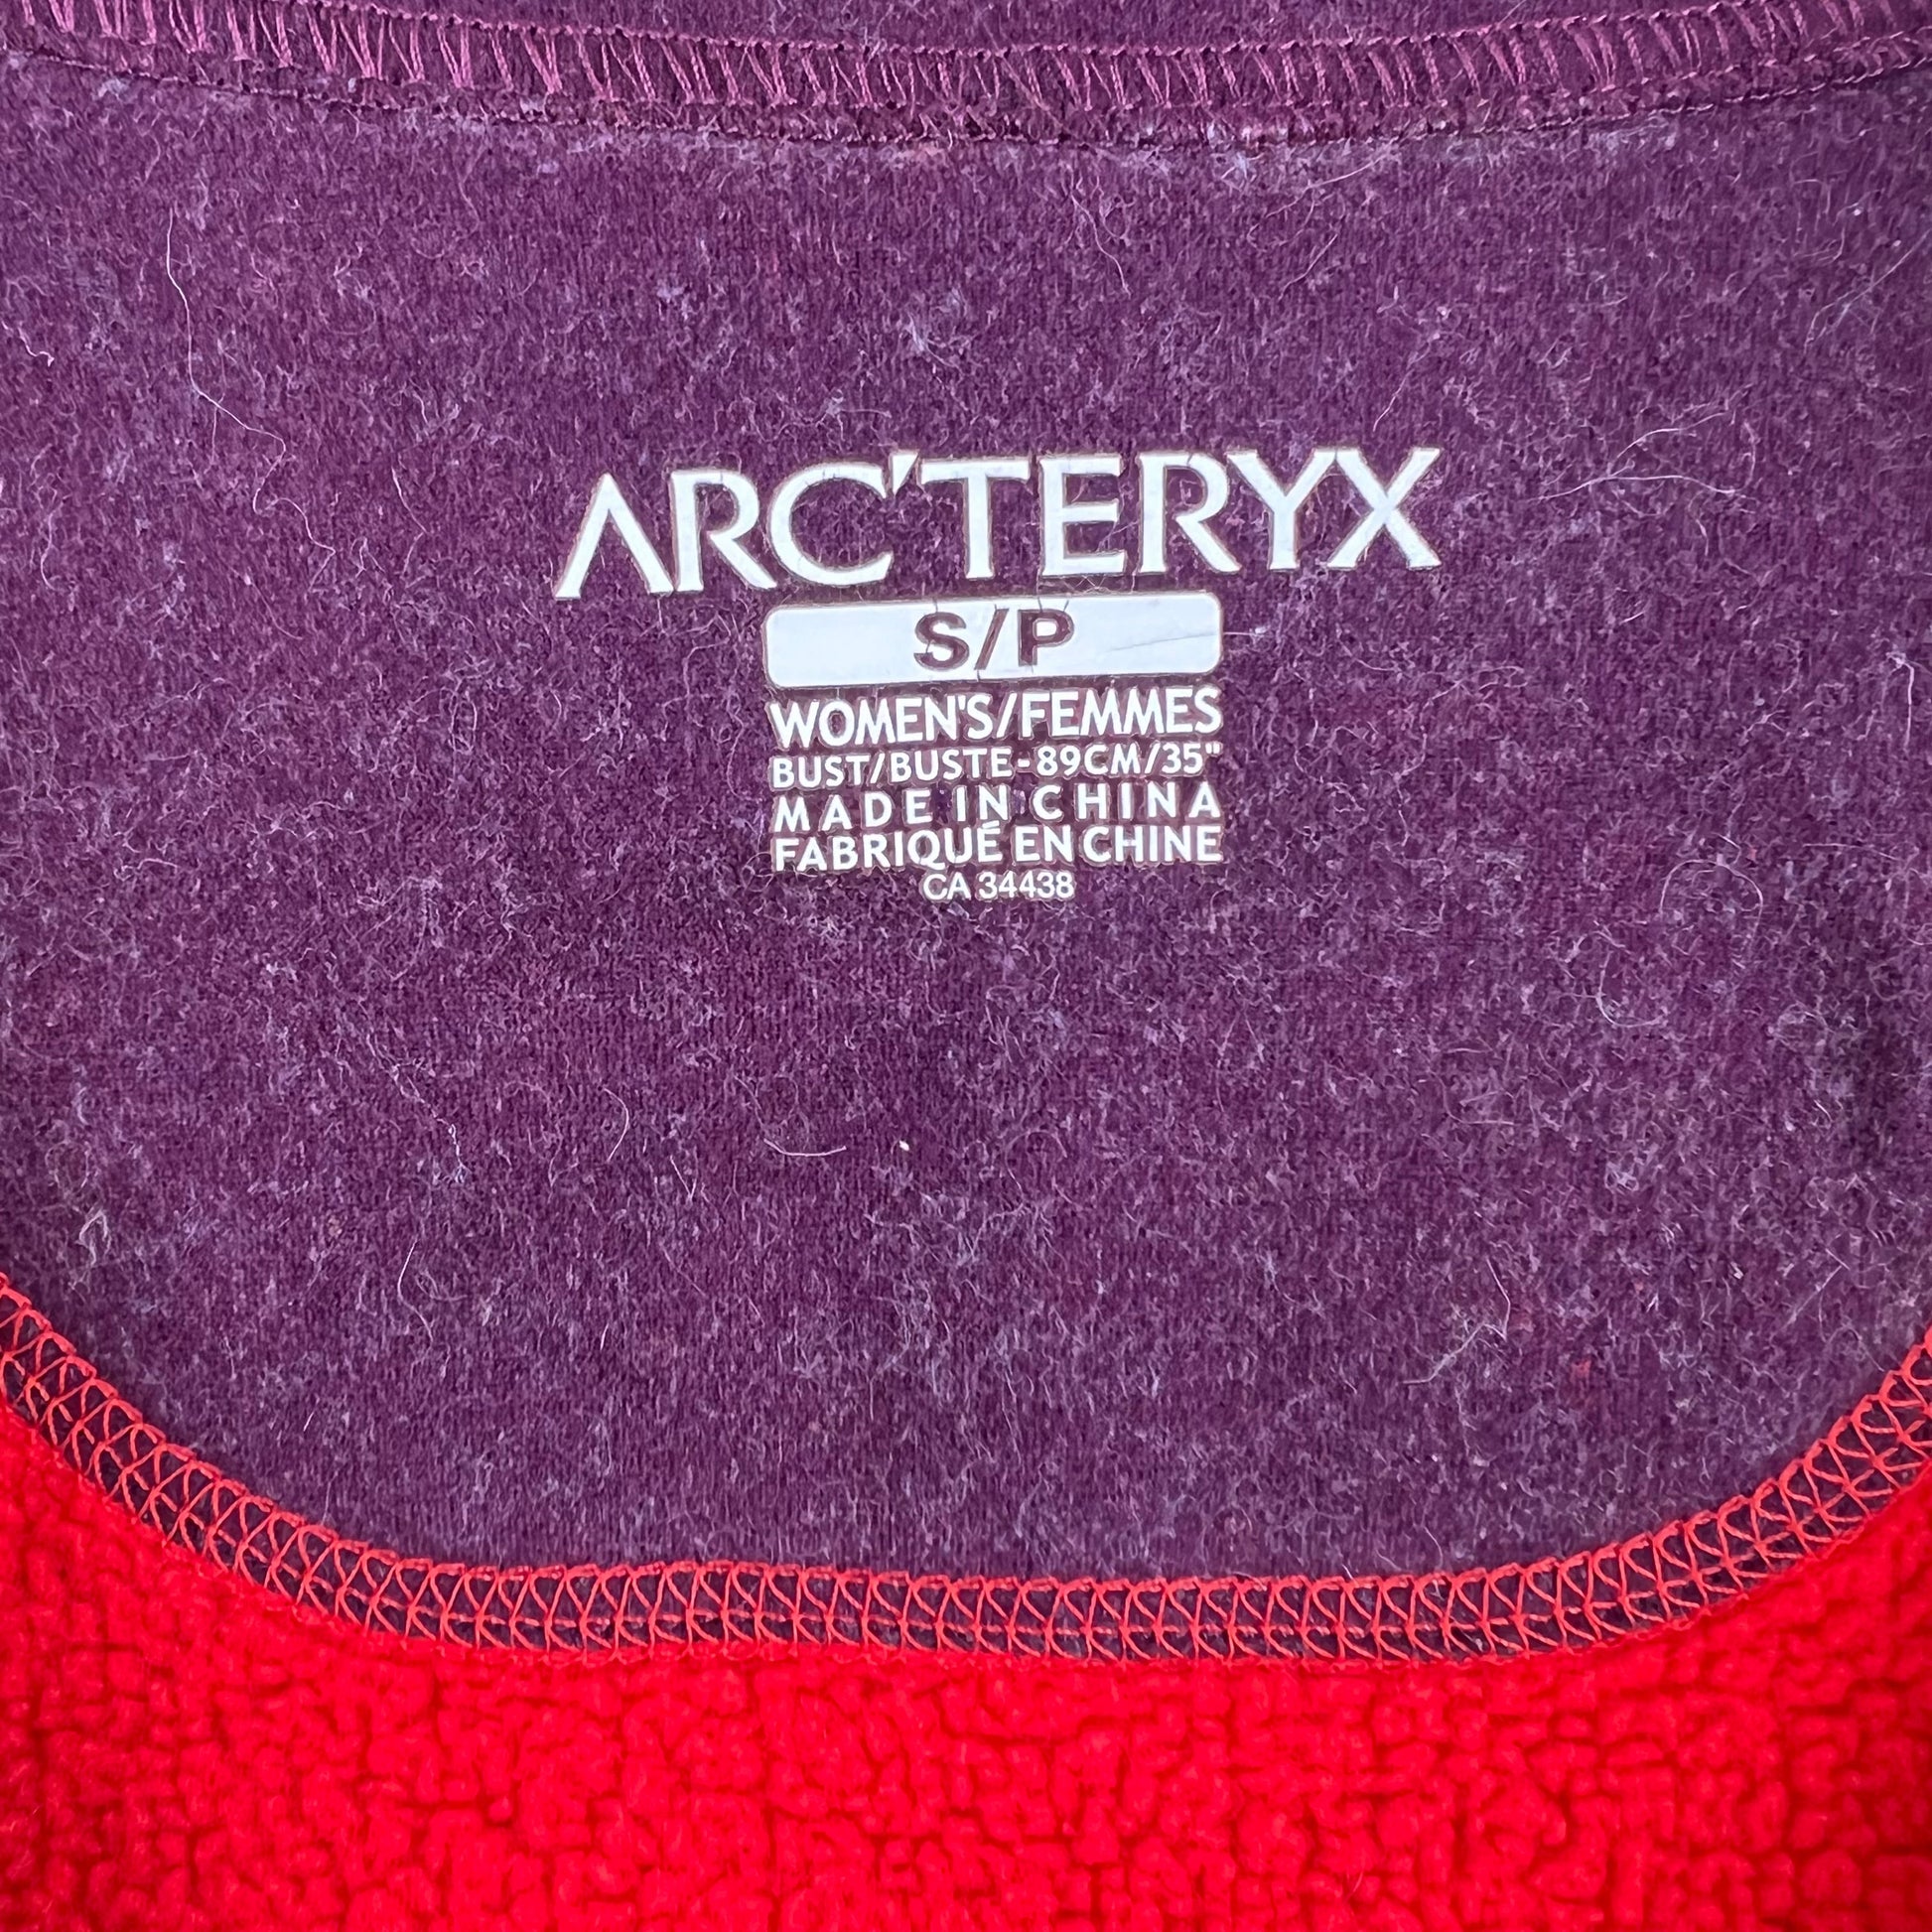 ARC'TERYX
S/P
WOMEN'S/FEMMES
BUST/BUSTE-89CM/35"
MADE IN CHINA
FABRIQUÉ EN CHINE
CA 34438